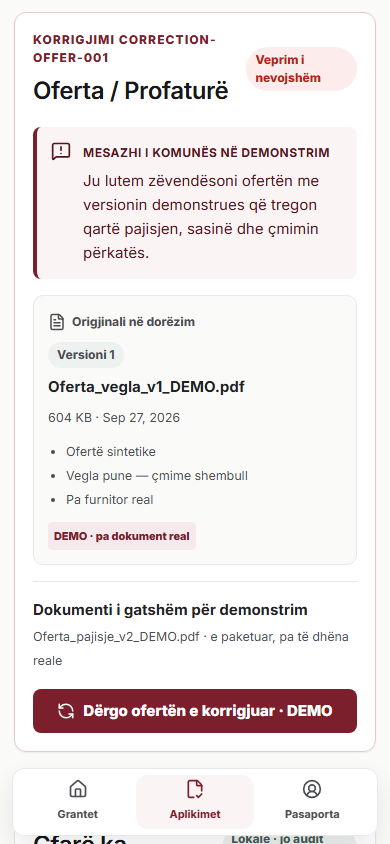 KORRIGJIMI CORRECTION-
OFFER-001
Oferta / Profaturë
Veprim i
nevojshëm
MESAZHI I KOMUNËS NË DEMONSTRIM
Ju lutem zëvendësoni ofertën me
versionin demonstrues që tregon
qartë pajisjen, sasinë dhe çmimin
përkatës.
Origjinali në dorëzim
Versioni 1
Oferta_vegla_v1_DEMO.pdf
604 KB · Sep 27, 2026
• Ofertë sintetike
• Vegla pune — çmime shembull
• Pa furnitor real
DEMO · pa dokument real
Dokumenti i gatshëm për demonstrim
Oferta_pajisje_v2_DEMO.pdf · e paketuar, pa të dhëna
reale
Dërgo ofertën e korrigjuar · DEMO
Grantet
Aplikimet
Pasaporta
Çfarë ka
Lokale · jo audit